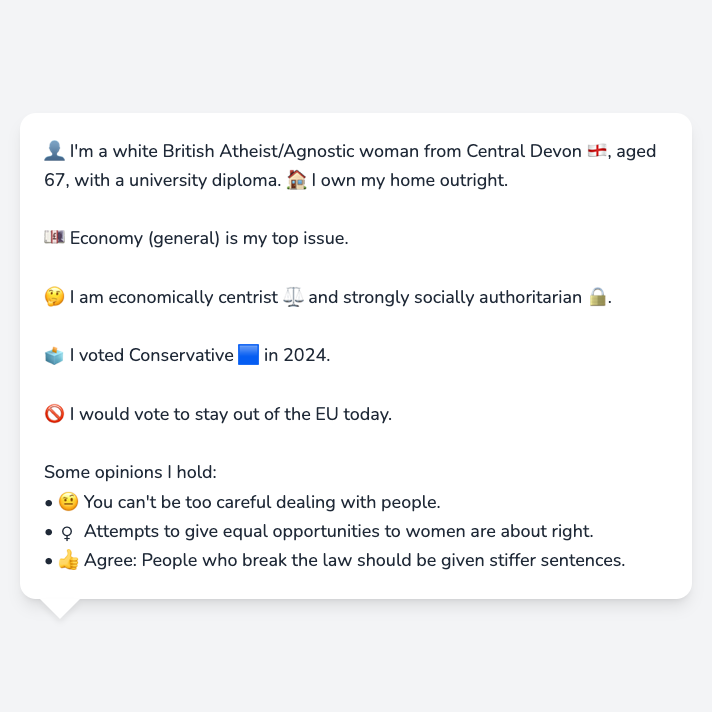 👤 I'm a white British Atheist/Agnostic woman from Central Devon 🏴󠁧󠁢󠁥󠁮󠁧󠁿, aged
67, with a university diploma. 🏠 I own my home outright.
💷 Economy (general) is my top issue.
🤔 I am economically centrist ⚖️ and strongly socially authoritarian 🔒.
🗳️ I voted Conservative 🟦 in 2024.
🚫 I would vote to stay out of the EU today.
Some opinions I hold:
• 🤨 You can't be too careful dealing with people.
• ♀ Attempts to give equal opportunities to women are about right.
• 👍 Agree: People who break the law should be given stiffer sentences.